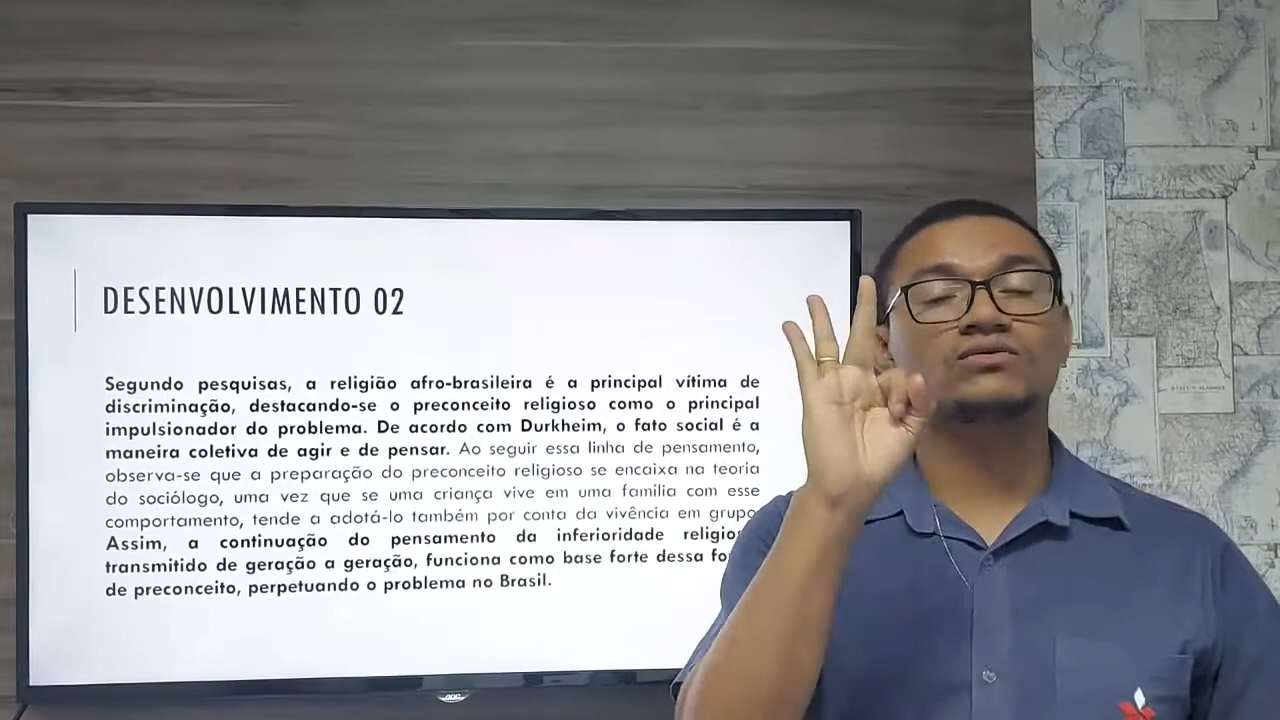 DESENVOLVIMENTO 02
Segundo pesquisas, a religião afro-brasileira é a principal vítima de
discriminação, destacando-se o preconceito religioso como o principal
impulsionador do problema. De acordo com Durkheim, o fato social é a
maneira coletiva de agir e de pensar. Ao seguir essa linha de pensamento,
observa-se que a preparação do preconceito religioso se encaixa na teoria
do sociólogo, uma vez que se uma criança vive em uma família com esse
comportamento, tende a adotá-lo também por conta da vivência em grupo
Assim, a continuação do pensamento da inferioridade
transmitido de geração a geração, funciona como base forte dessa
de preconceito, perpetuando o problema no Brasil.
AOC